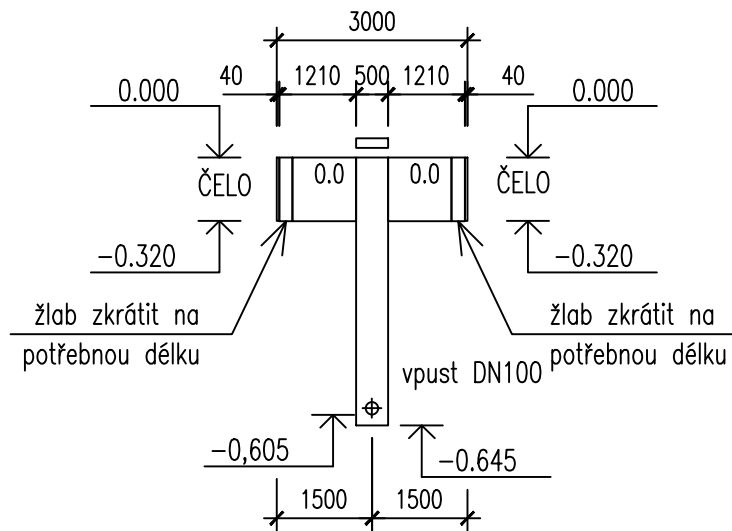 3000
40 1210 500 1210 40
0.000 0.000
0.0 0.0
ČELO ČELO
-0.320 -0.320
žlab zkrátit na
potřebnou délku
žlab zkrátit na
potřebnou délku
vpust DN100
-0,605
-0.645
1500 1500